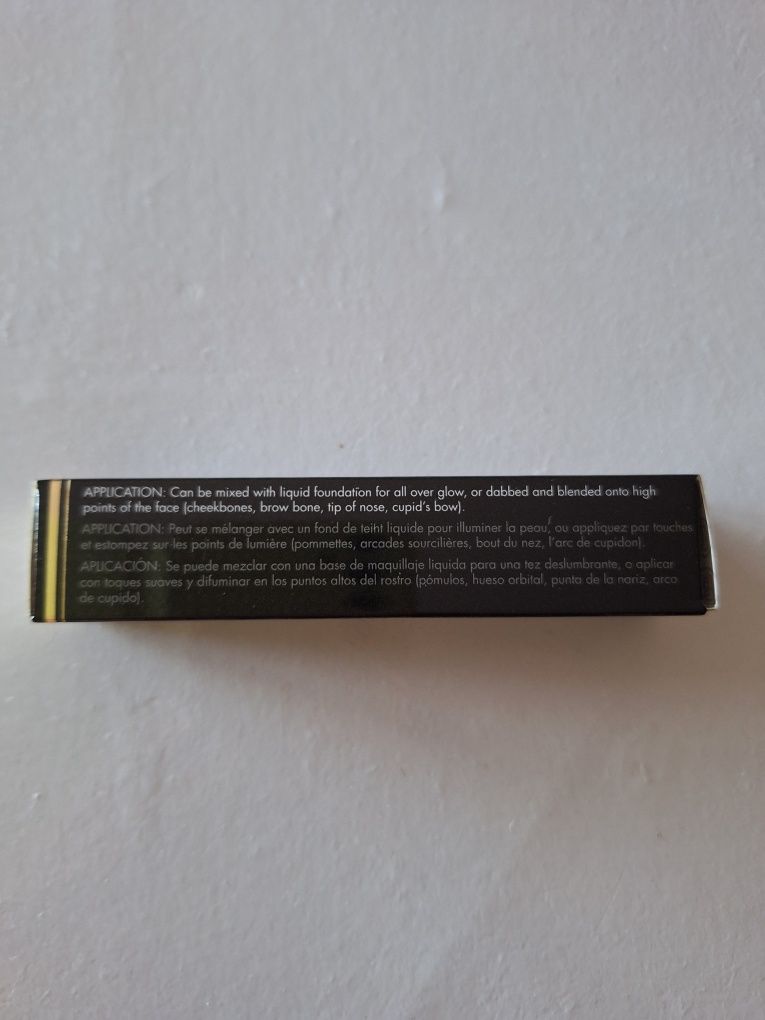 APPLICATION: Can be mixed with liquid foundation for all over glow, or dabbed and blended onto high
points of the face (cheekbones, brow bone, tip of nose, cupid's bow).
APPLICATION: Peut se mélanger avec un fond de teint liquide pour illuminer la peau, ou appliquez par touches
et estompez sur les points de lumière (pommettes, arcades sourcilières, bout du nez, l'arc de cupidon).
APLICACIÓN: Se puede mezclar con una base de maquillaje liquida para una tez deslumbrante, o aplicar
con toques suaves y difuminar en los puntos altos del rostro (pómulos, hueso orbital, punta de la nariz, arco
de cupido).